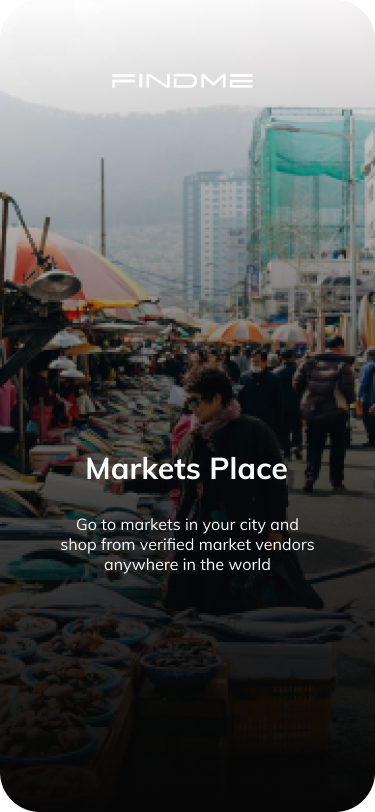 FINDME
Markets Place
Go to markets in your city and
shop from verified market vendors
anywhere in the world